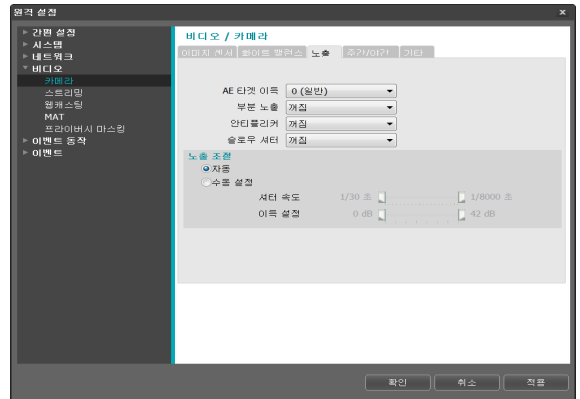 원격 설정
간편 설정
시스템
네트워크
비디오
카메라
스트리밍
웹캐스팅
MAT
프라이버시 마스킹
이벤트 동작
이벤트
비디오 / 카메라
이미지 센서 화이트 밸런스 노출 주간/야간 기타
AE 타겟 이득 0 (일반)
부분 노출 꺼짐
안티플리커 꺼짐
슬로우 셔터 꺼짐
노출 조절
자동
수동 설정
셔터 속도 1/30 초 1/8000 초
이득 설정 0 dB 42 dB
확인 취소 적용